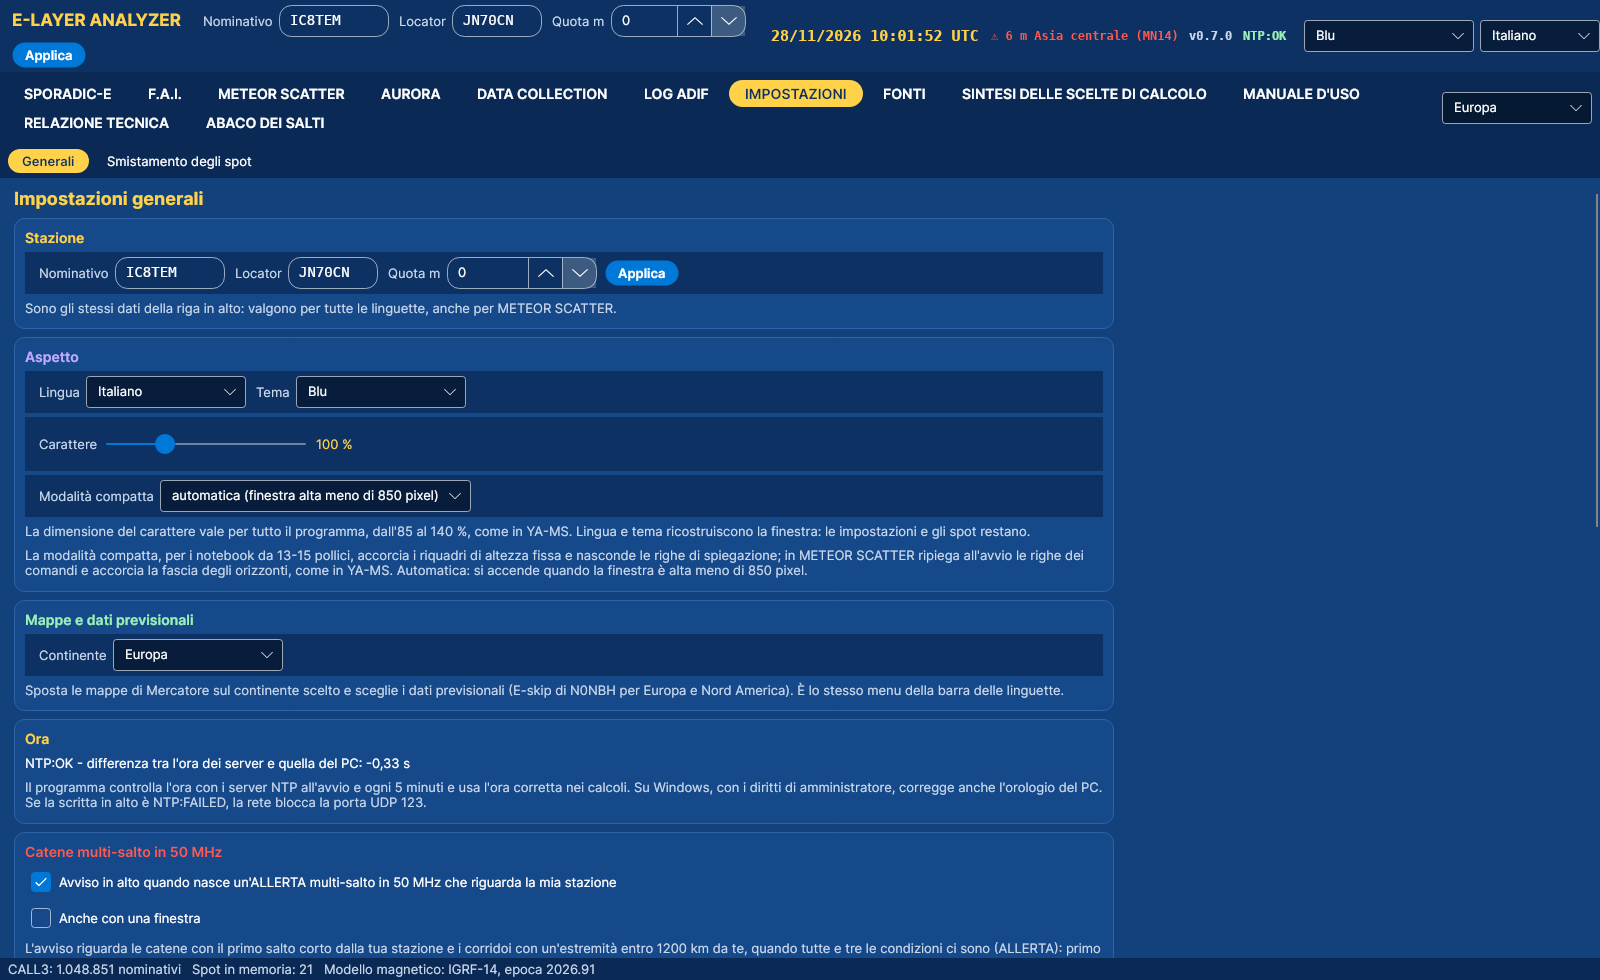 E-LAYER ANALYZER Nominativo IC8TEM Locator JN70CN Quota m 0
Applica
28/11/2026 10:01:52 UTC ⚠ 6 m Asia centrale (MN14) v0.7.0 NTP:OK Blu Italiano
SPORADIC-E F.A.I. METEOR SCATTER AURORA DATA COLLECTION LOG ADIF IMPOSTAZIONI FONTI SINTESI DELLE SCELTE DI CALCOLO MANUALE D'USO
RELAZIONE TECNICA ABACO DEI SALTI
Europa
Generali Smistamento degli spot
Impostazioni generali
Stazione
Nominativo IC8TEM Locator JN70CN Quota m 0 Applica
Sono gli stessi dati della riga in alto: valgono per tutte le linguette, anche per METEOR SCATTER.
Aspetto
Lingua Italiano Tema Blu
Carattere 100 %
Modalità compatta automatica (finestra alta meno di 850 pixel)
La dimensione del carattere vale per tutto il programma, dall'85 al 140 %, come in YA-MS. Lingua e tema ricostruiscono la finestra: le impostazioni e gli spot restano.
La modalità compatta, per i notebook da 13-15 pollici, accorcia i riquadri di altezza fissa e nasconde le righe di spiegazione; in METEOR SCATTER ripiega all'avvio le righe dei
comandi e accorcia la fascia degli orizzonti, come in YA-MS. Automatica: si accende quando la finestra è alta meno di 850 pixel.
Mappe e dati previsionali
Continente Europa
Sposta le mappe di Mercatore sul continente scelto e sceglie i dati previsionali (E-skip di N0NBH per Europa e Nord America). È lo stesso menu della barra delle linguette.
Ora
NTP:OK - differenza tra l'ora dei server e quella del PC: -0,33 s
Il programma controlla l'ora con i server NTP all'avvio e ogni 5 minuti e usa l'ora corretta nei calcoli. Su Windows, con i diritti di amministratore, corregge anche l'orologio del PC.
Se la scritta in alto è NTP:FAILED, la rete blocca la porta UDP 123.
Catene multi-salto in 50 MHz
Avviso in alto quando nasce un'ALLERTA multi-salto in 50 MHz che riguarda la mia stazione
Anche con una finestra
L'avviso riguarda le catene con il primo salto corto dalla tua stazione e i corridoi con un'estremità entro 1200 km da te, quando tutte e tre le condizioni ci sono (ALLERTA): primo
CALL3: 1.048.851 nominativi Spot in memoria: 21 Modello magnetico: IGRF-14, epoca 2026.91